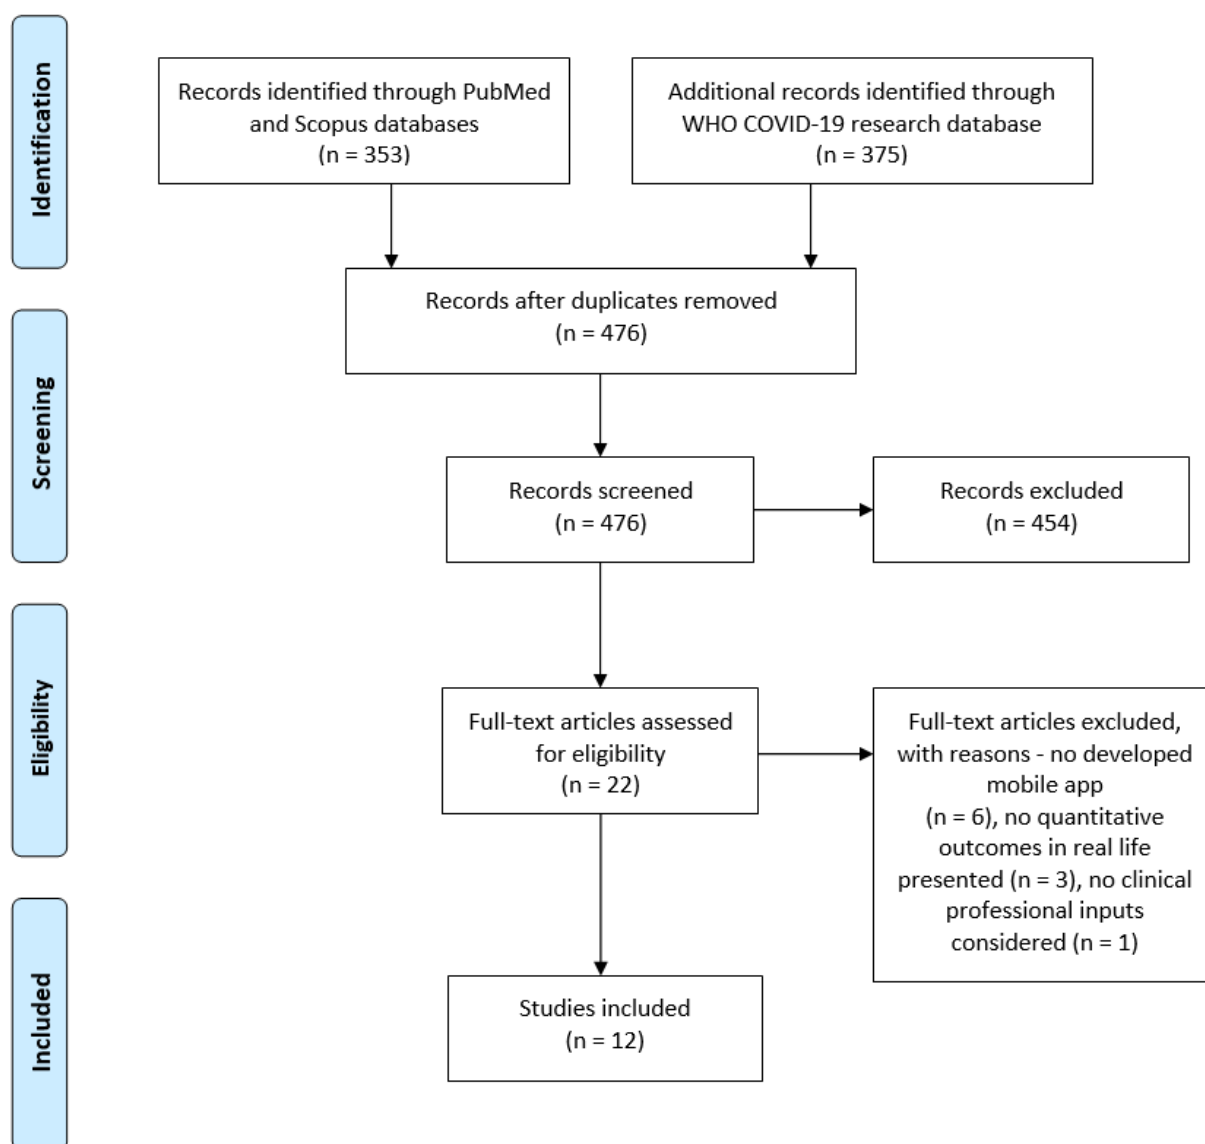 Identification
Records identified through PubMed
and Scopus databases
(n = 353)
Additional records identified through
WHO COVID-19 research database
(n = 375)
Records after duplicates removed
(n = 476)
Screening
Records screened
(n = 476)
Records excluded
(n = 454)
Eligibility
Full-text articles assessed
for eligibility
(n = 22)
Full-text articles excluded,
with reasons - no developed
mobile app
(n = 6), no quantitative
outcomes in real life
presented (n = 3), no clinical
professional inputs
considered (n = 1)
Included
Studies included
(n = 12)